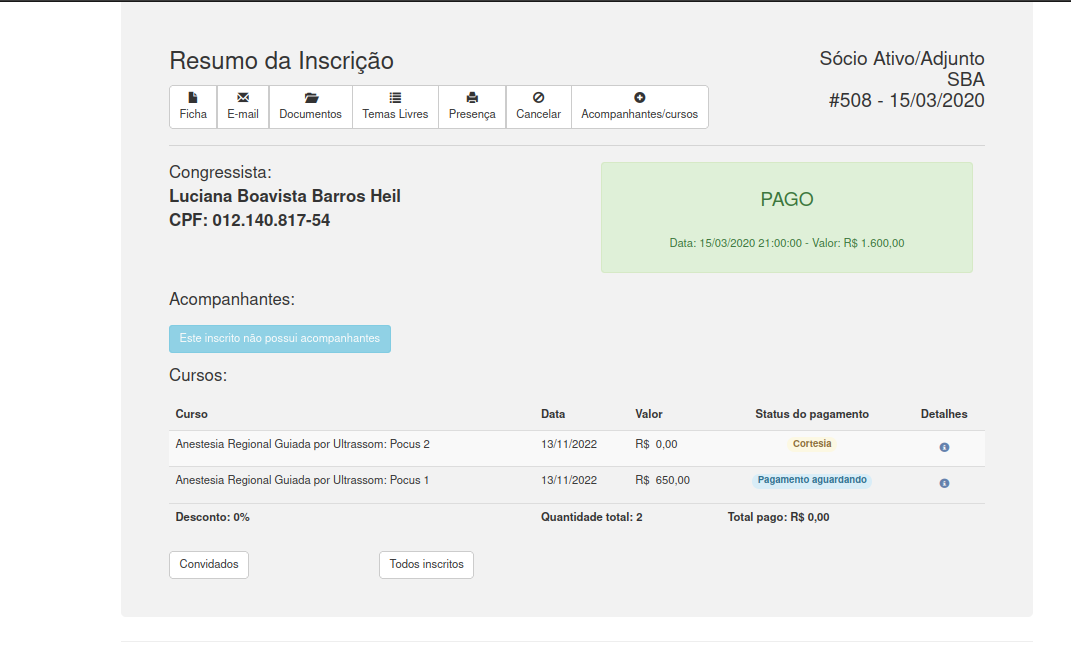 Resumo da Inscrição
Sócio Ativo/Adjunto
SBA
#508 - 15/03/2020
Ficha
E-mail
Documentos
Temas Livres
Presença
Cancelar
Acompanhantes/cursos
Congressista:
Luciana Boavista Barros Heil
CPF: 012.140.817-54
PAGO
Data: 15/03/2020 21:00:00 - Valor: R$ 1.600,00
Acompanhantes:
Este inscrito não possui acompanhantes
Cursos:
Curso Data Valor Status do pagamento Detalhes
Anestesia Regional Guiada por Ultrassom: Pocus 2 13/11/2022 R$ 0,00 Cortesia
Anestesia Regional Guiada por Ultrassom: Pocus 1 13/11/2022 R$ 650,00 Pagamento aguardando
Desconto: 0% Quantidade total: 2 Total pago: R$ 0,00
Convidados
Todos inscritos